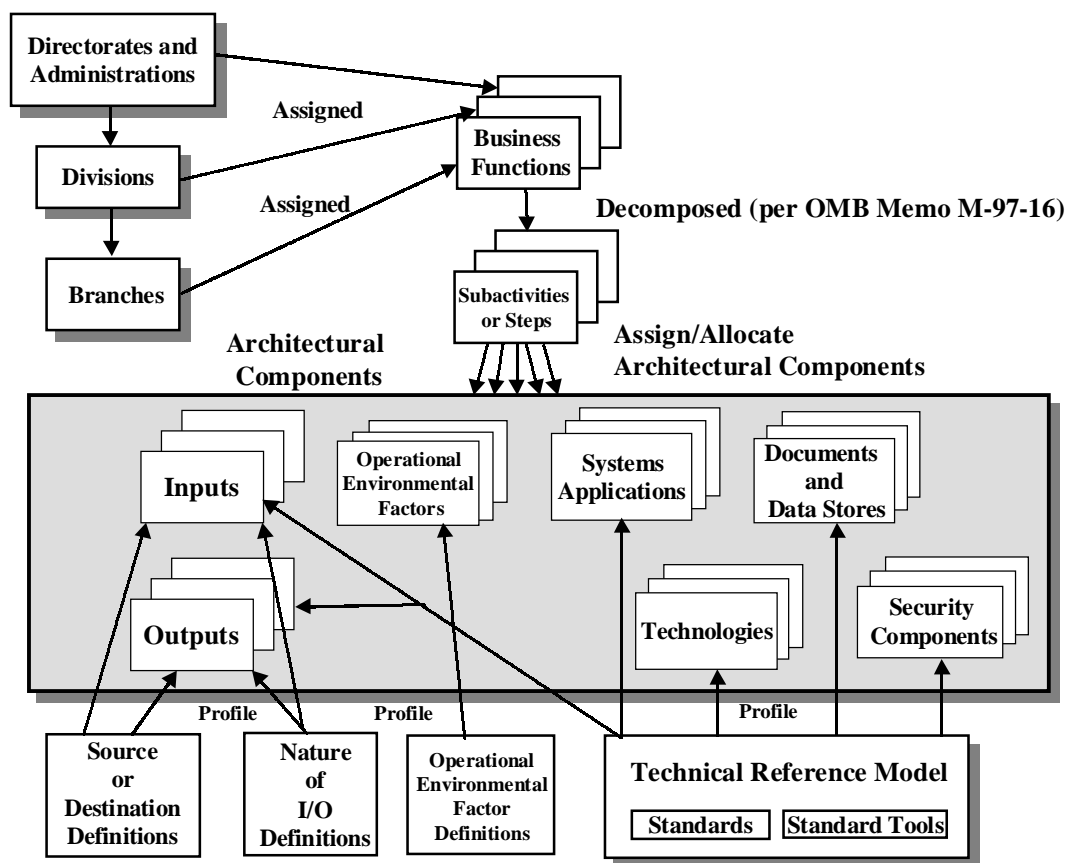 Directorates and
Administrations
Assigned
Business
Functions
Divisions
Assigned
Decomposed (per OMB Memo M-97-16)
Branches
Subactivities
or Steps
Architectural
Components
Assign/Allocate
Architectural Components
Inputs
Operational
Environmental
Factors
Systems
Applications
Documents
and
Data Stores
Outputs
Technologies
Security
Components
Profile
Profile
Profile
Source
or
Destination
Definitions
Nature
of
I/O
Definitions
Operational
Environmental
Factor
Definitions
Technical Reference Model
Standards
Standard Tools